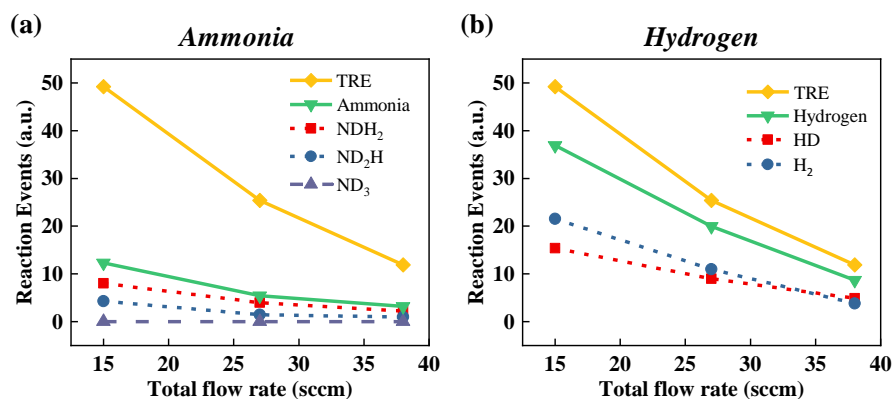 (a)
Ammonia
TRE
Ammonia
NDH₂
ND₂H
ND₃
50
40
30
20
10
0
Reaction Events (a.u.)
15 20 25 30 35 40
Total flow rate (sccm)
(b)
Hydrogen
TRE
Hydrogen
HD
H₂
50
40
30
20
10
0
Reaction Events (a.u.)
15 20 25 30 35 40
Total flow rate (sccm)